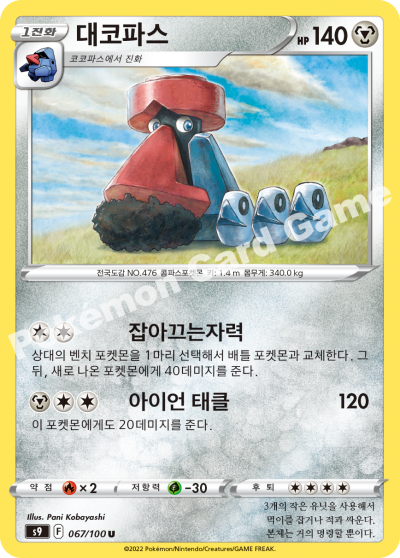 1진화
대코파스
HP 140
코코파스에서 진화
전국도감 NO.476 콤파스포켓몬 키: 1.4 m 몸무게: 340.0 kg
Pokémon Card Game
잡아끄는자력
상대의 벤치 포켓몬을 1마리 선택해서 배틀 포켓몬과 교체한다. 그
뒤, 새로 나온 포켓몬에게 40데미지를 준다.
아이언 태클 120
이 포켓몬에게도 20데미지를 준다.
약점 ×2 저항력 -30 후퇴
Illus. Pani Kobayashi
s9 F 067/100 U
3개의 작은 유닛을 사용해서
먹이를 잡거나 적과 싸운다.
본체는 거의 명령할 뿐이다.
©2022 Pokémon/Nintendo/Creatures/GAME FREAK.